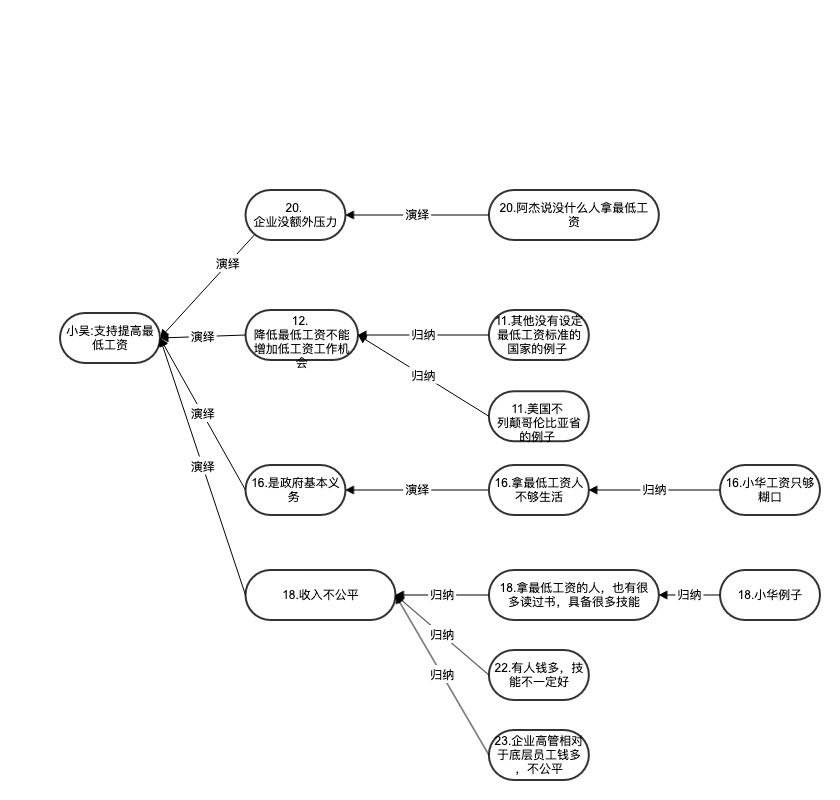 20.
企业没额外压力
演绎
20.阿杰说没什么人拿最低工
资
演绎
小吴:支持提高最
低工资
演绎
12.
降低最低工资不能
增加低工资工作机
会
归纳
11.其他没有设定
最低工资标准的
国家的例子
归纳
11.美国不
列颠哥伦比亚省
的例子
演绎
16.是政府基本义
务
演绎
16.拿最低工资人
不够生活
归纳
16.小华工资只够
糊口
演绎
18.收入不公平
归纳
18.拿最低工资的人，也有很
多读过书，具备很多技能
归纳
18.小华例子
归纳
22.有人钱多，技
能不一定好
归纳
23.企业高管相对
于底层员工钱多
，不公平